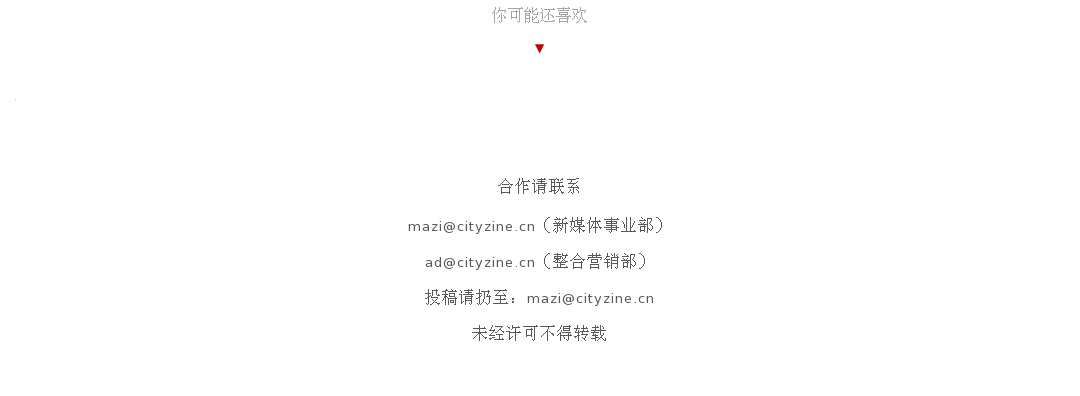 你可能还喜欢
▼
合作请联系
mazi@cityzine.cn（新媒体事业部）
ad@cityzine.cn（整合营销部）
投稿请扔至：mazi@cityzine.cn
未经许可不得转载